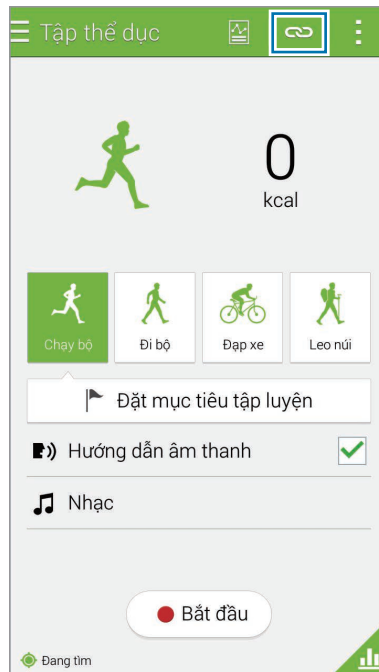 Tập thể dục
0
kcal
Chạy bộ
Đi bộ
Đạp xe
Leo núi
Đặt mục tiêu tập luyện
Hướng dẫn âm thanh
Nhạc
Bắt đầu
Đang tìm